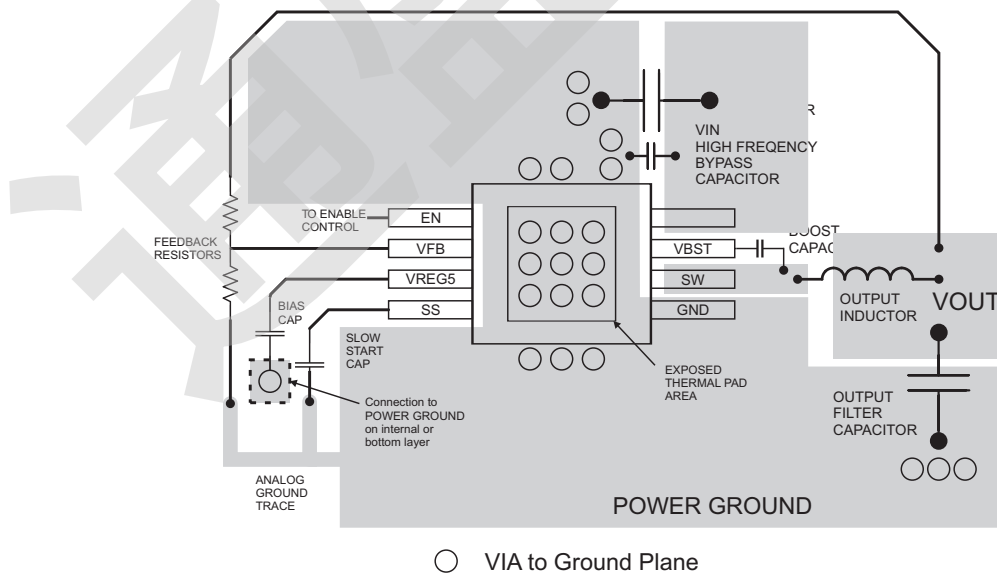 VIN
HIGH FREQENCY
BYPASS
CAPACITOR
TO ENABLE
CONTROL
EN
FEEDBACK
RESISTORS
VFB
VBST
BOOST
VREG5
SW
BIAS
CAP
SS
GND
OUTPUT
INDUCTOR
VOUT
SLOW
START
CAP
EXPOSED
THERMAL PAD
AREA
Connection to
POWER GROUND
on internal or
bottom layer
OUTPUT
FILTER
CAPACITOR
ANALOG
GROUND
TRACE
POWER GROUND
VIA to Ground Plane